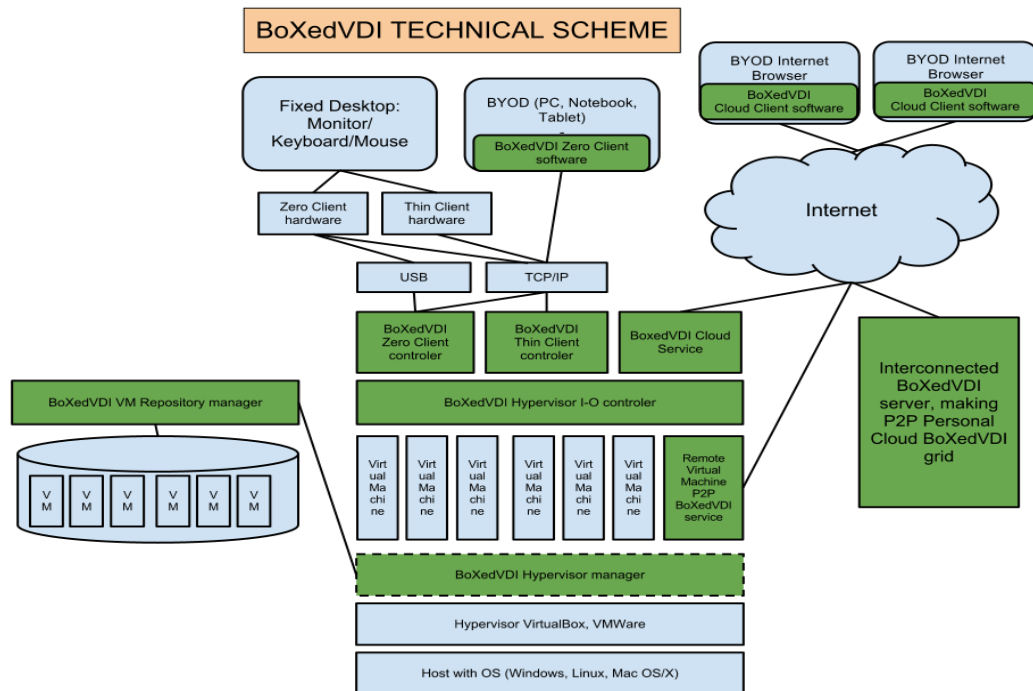 BoXedVDI TECHNICAL SCHEME
BYOD Internet
Browser
BoXedVDI
Cloud Client software
BYOD Internet
Browser
BoXedVDI
Cloud Client software
Fixed Desktop:
Monitor/
Keyboard/Mouse
BYOD (PC, Notebook,
Tablet)
-
BoXedVDI Zero Client
software
Internet
Zero Client
hardware
Thin Client
hardware
USB
TCP/IP
BoXedVDI
Zero Client
controler
BoXedVDI
Thin Client
controler
BoxedVDI Cloud
Service
Interconnected
BoXedVDI
server, making
P2P Personal
Cloud BoXedVDI
grid
BoXedVDI VM Repository manager
BoXedVDI Hypervisor I-O controler
V
M
V
M
V
M
V
M
V
M
V
M
Virt
ual
Ma
chi
ne
Virt
ual
Ma
chi
ne
Virt
ual
Ma
chi
ne
Virt
ual
Ma
chi
ne
Virt
ual
Ma
chi
ne
Virt
ual
Ma
chi
ne
Remote
Virtual
Machine
P2P
BoXedVDI
service
BoXedVDI Hypervisor manager
Hypervisor VirtualBox, VMWare
Host with OS (Windows, Linux, Mac OS/X)